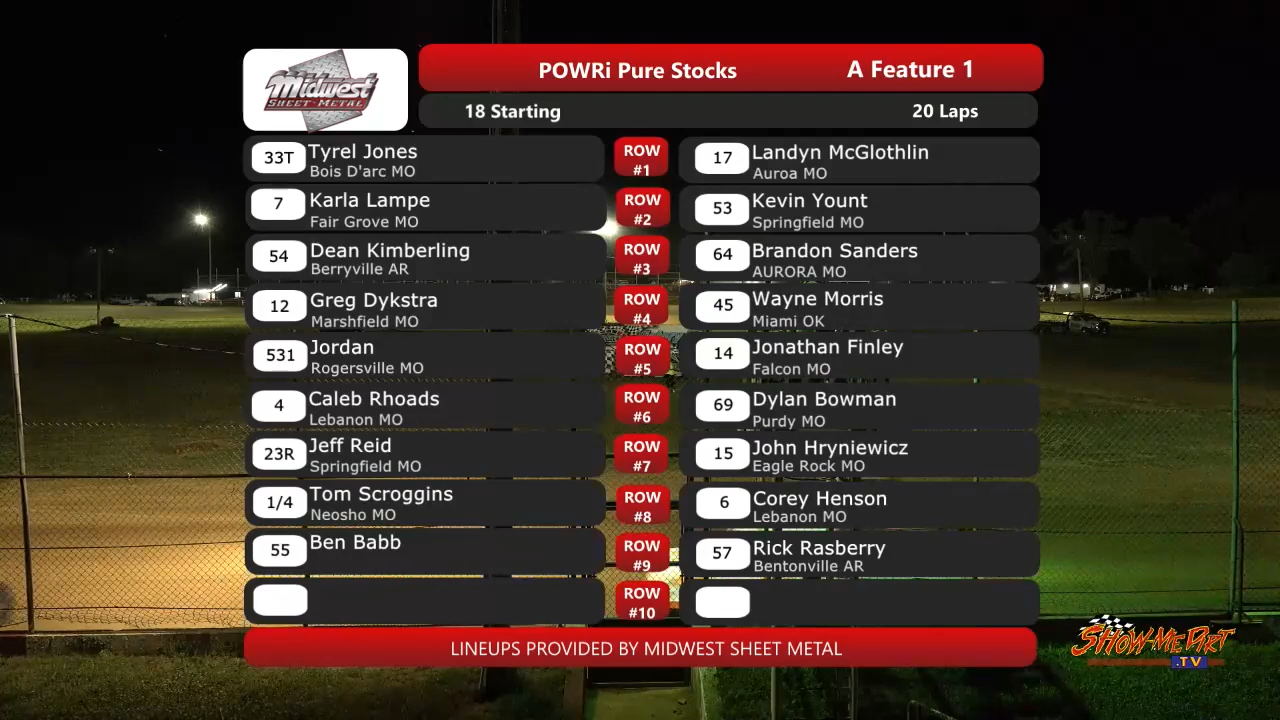 Midwest
SHEET METAL
POWRi Pure Stocks A Feature 1
18 Starting 20 Laps
33T Tyrel Jones
Bois D'arc MO
ROW
#1
17 Landyn McGlothlin
Auroa MO
7 Karla Lampe
Fair Grove MO
ROW
#2
53 Kevin Yount
Springfield MO
54 Dean Kimberling
Berryville AR
ROW
#3
64 Brandon Sanders
AURORA MO
12 Greg Dykstra
Marshfield MO
ROW
#4
45 Wayne Morris
Miami OK
531 Jordan
Rogersville MO
ROW
#5
14 Jonathan Finley
Falcon MO
4 Caleb Rhoads
Lebanon MO
ROW
#6
69 Dylan Bowman
Purdy MO
23R Jeff Reid
Springfield MO
ROW
#7
15 John Hryniewicz
Eagle Rock MO
1/4 Tom Scroggins
Neosho MO
ROW
#8
6 Corey Henson
Lebanon MO
55 Ben Babb
ROW
#9
57 Rick Rasberry
Bentonville AR
ROW
#10
LINEUPS PROVIDED BY MIDWEST SHEET METAL
SHOW-ME DIRT
.TV